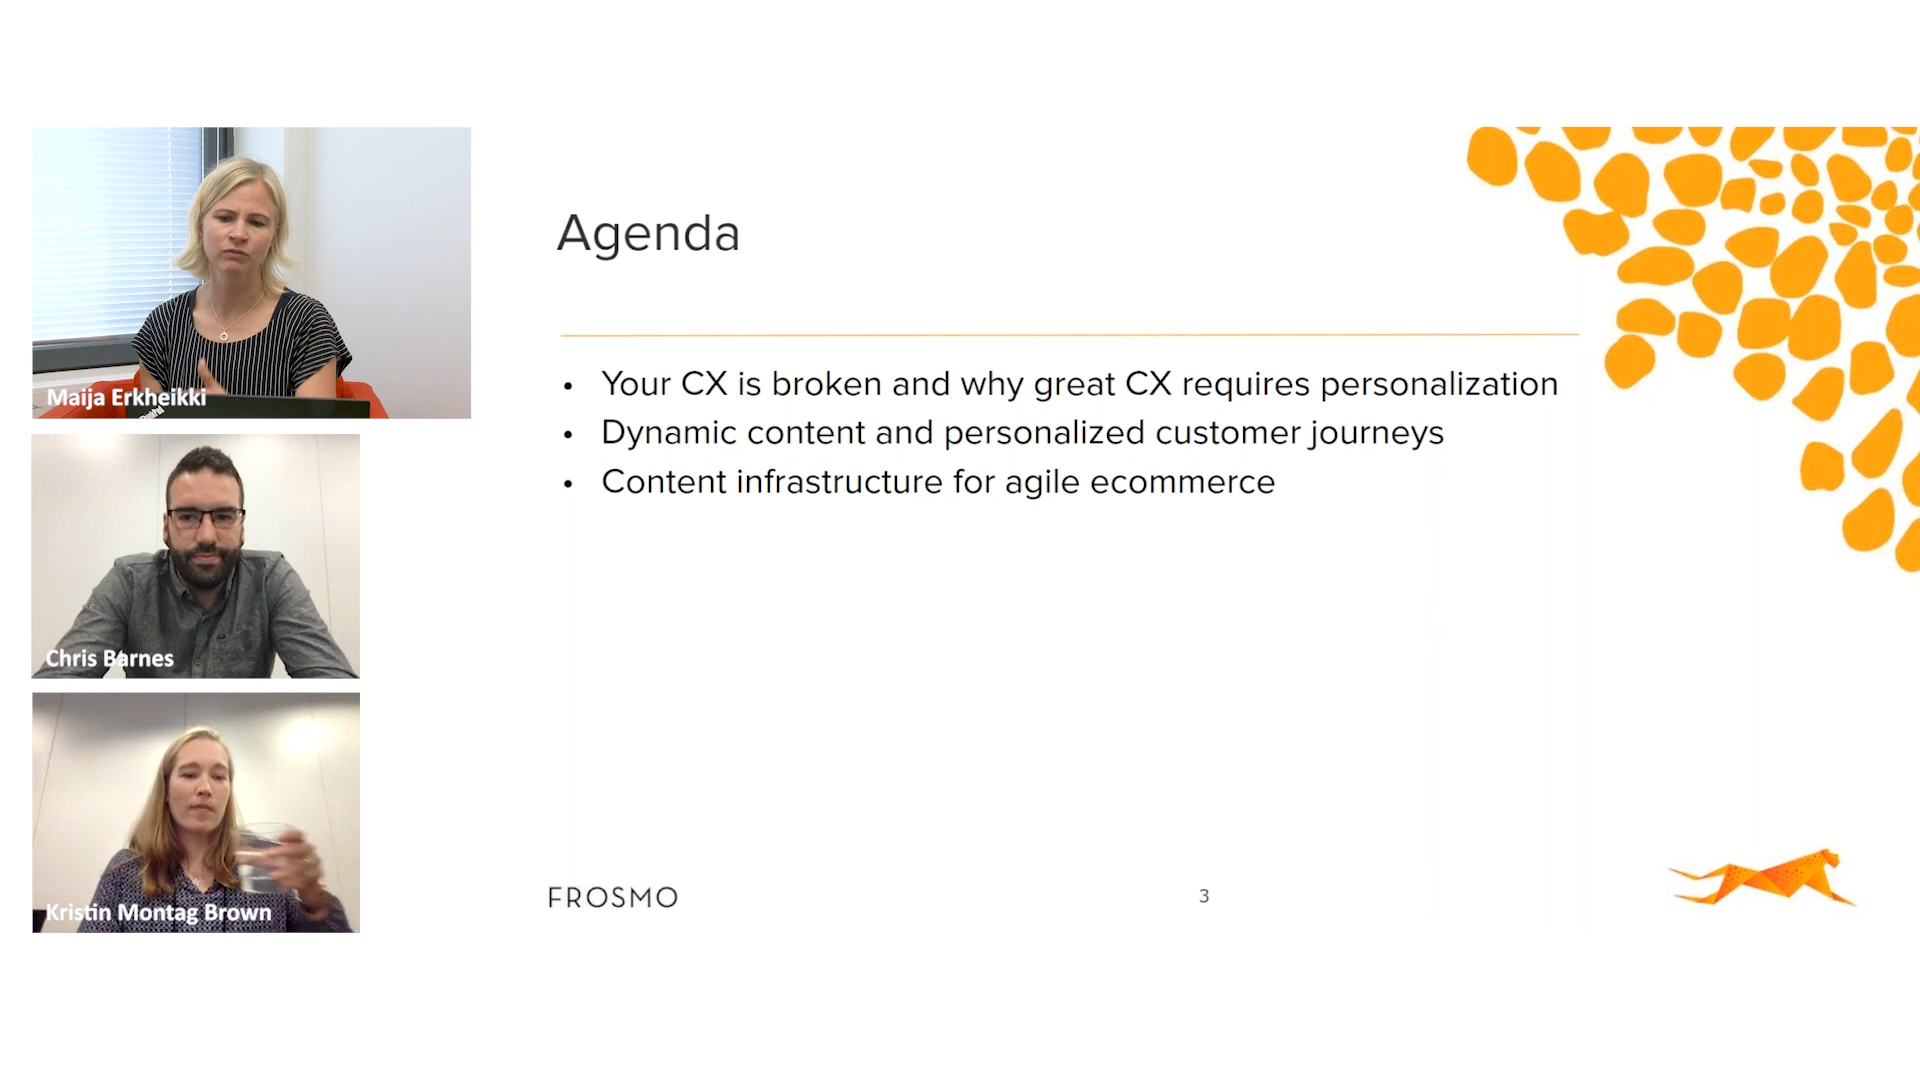 Maija Erkheikki
Chris Barnes
Kristin Montag Brown
Agenda
• Your CX is broken and why great CX requires personalization
• Dynamic content and personalized customer journeys
• Content infrastructure for agile ecommerce
FROSMO
3